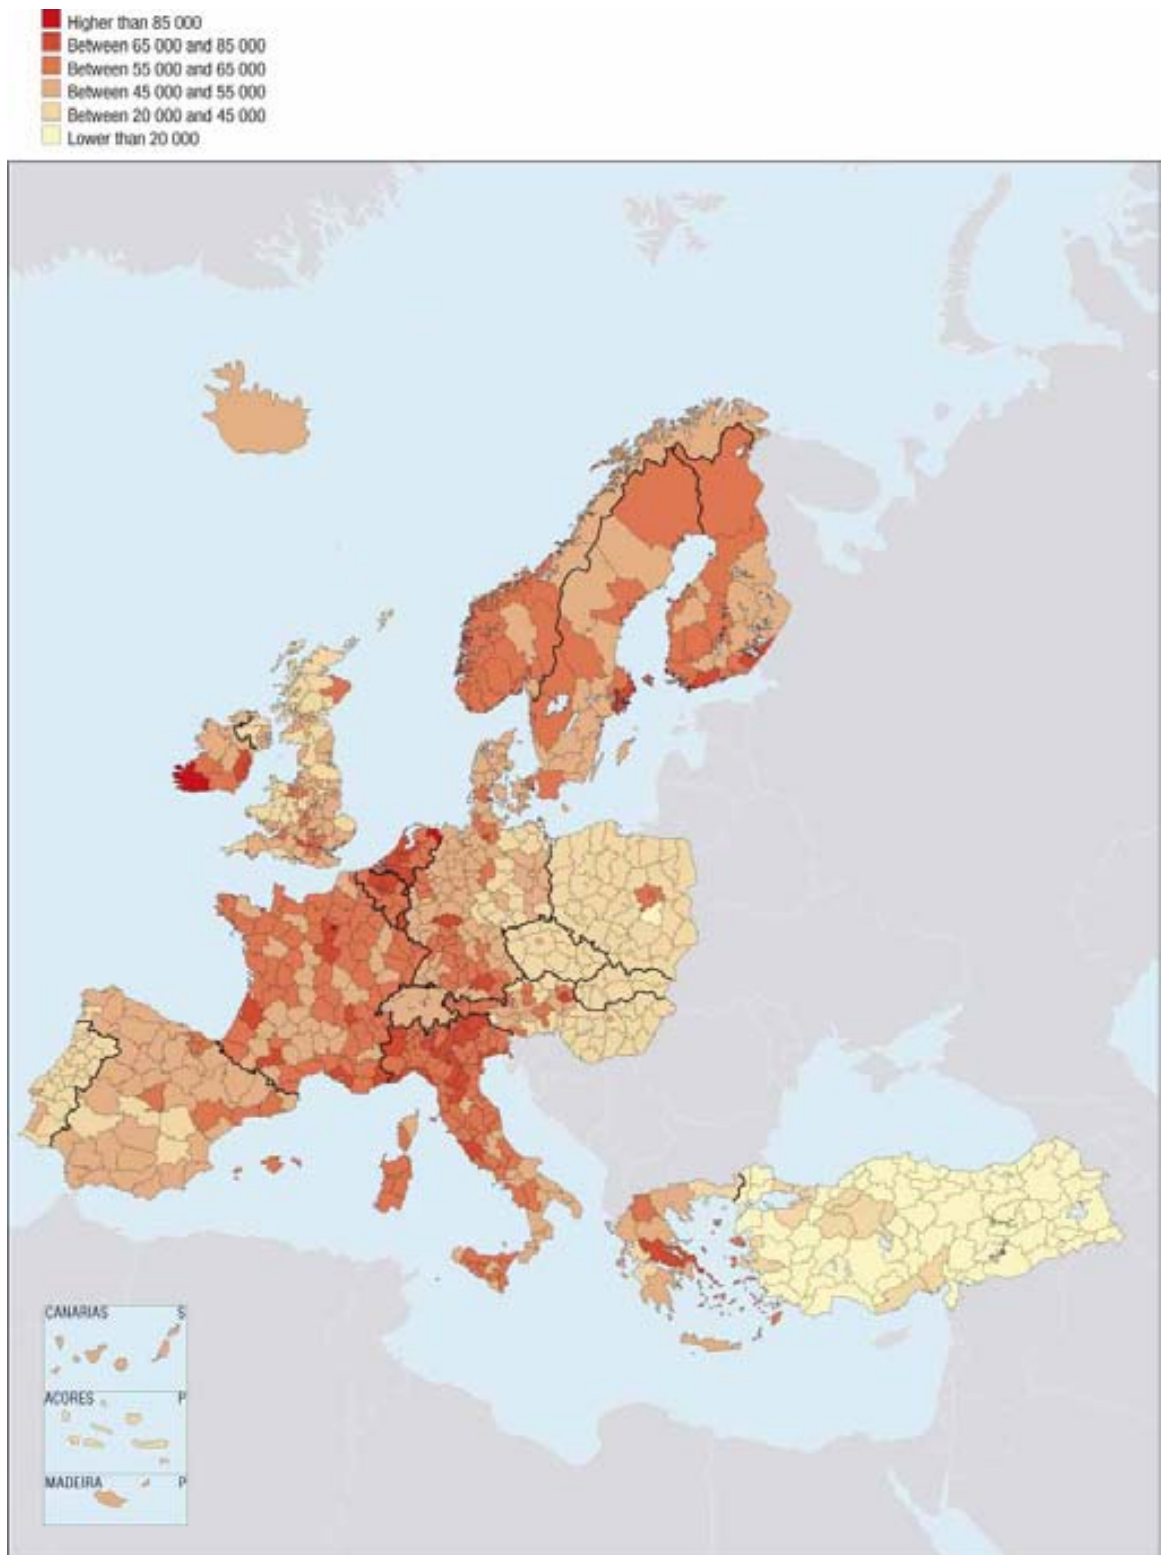 Higher than 85 000
Between 65 000 and 85 000
Between 55 000 and 65 000
Between 45 000 and 55 000
Between 20 000 and 45 000
Lower than 20 000
CANARIAS S
ACORES P
MADEIRA P